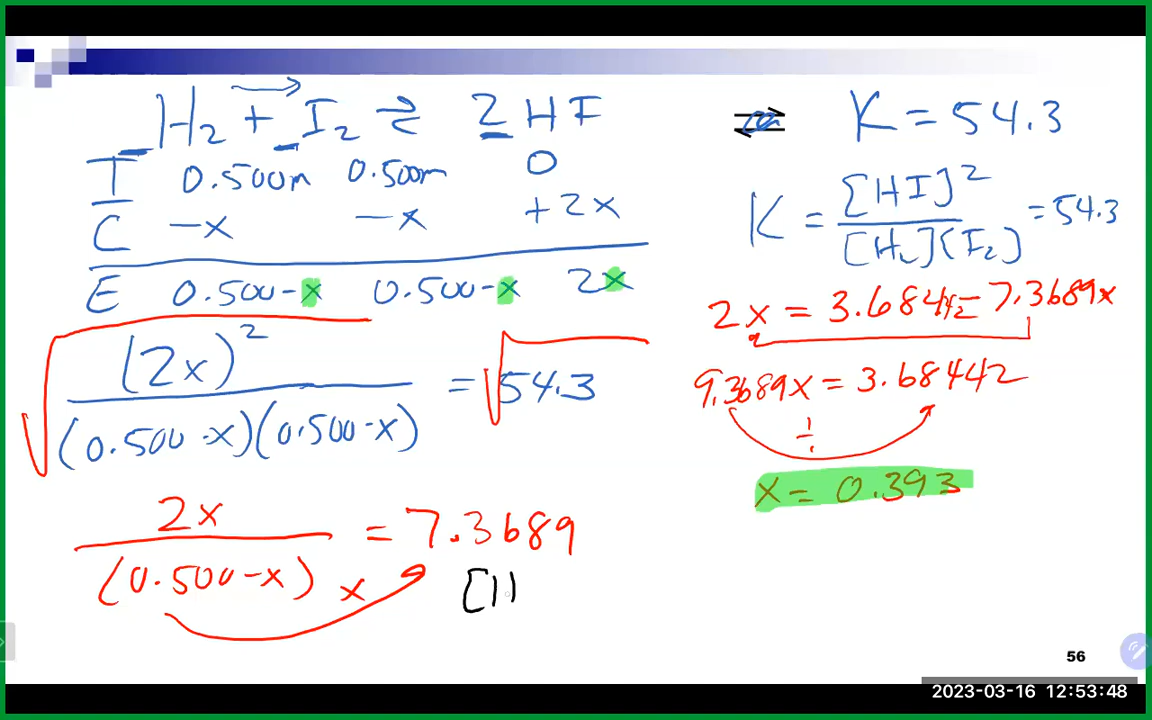 H₂ + I₂ ⇌ 2HI
I 0.500m 0.500m 0
C -x -x +2x
E 0.500-x 0.500-x 2x
√((2x)² / ((0.500-x)(0.500-x))) = √54.3
2x / (0.500-x) x = 7.3689
[H
⇌ K = 54.3
K = [HI]² / [H₂][I₂] = 54.3
2x = 3.68442 - 7.3689x
9.3689x = 3.68442
÷
x = 0.393
56
2023-03-16 12:53:48